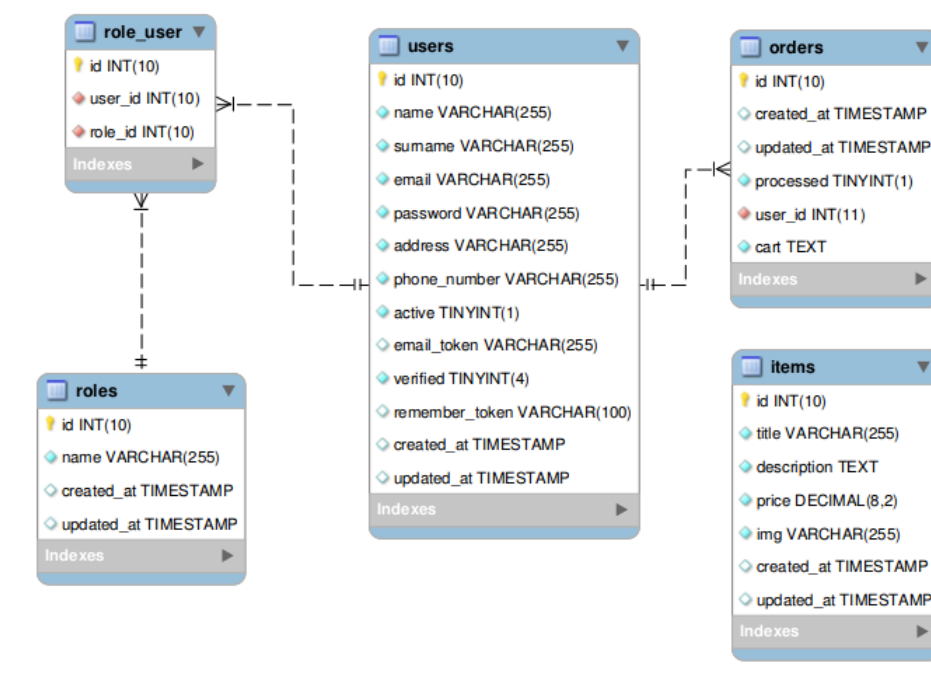 role_user
id INT(10)
user_id INT(10)
role_id INT(10)
Indexes
roles
id INT(10)
name VARCHAR(255)
created_at TIMESTAMP
updated_at TIMESTAMP
Indexes
users
id INT(10)
name VARCHAR(255)
surname VARCHAR(255)
email VARCHAR(255)
password VARCHAR(255)
address VARCHAR(255)
phone_number VARCHAR(255)
active TINYINT(1)
email_token VARCHAR(255)
verified TINYINT(4)
remember_token VARCHAR(100)
created_at TIMESTAMP
updated_at TIMESTAMP
Indexes
orders
id INT(10)
created_at TIMESTAMP
updated_at TIMESTAMP
processed TINYINT(1)
user_id INT(11)
cart TEXT
Indexes
items
id INT(10)
title VARCHAR(255)
description TEXT
price DECIMAL(8,2)
img VARCHAR(255)
created_at TIMESTAMP
updated_at TIMESTAMP
Indexes